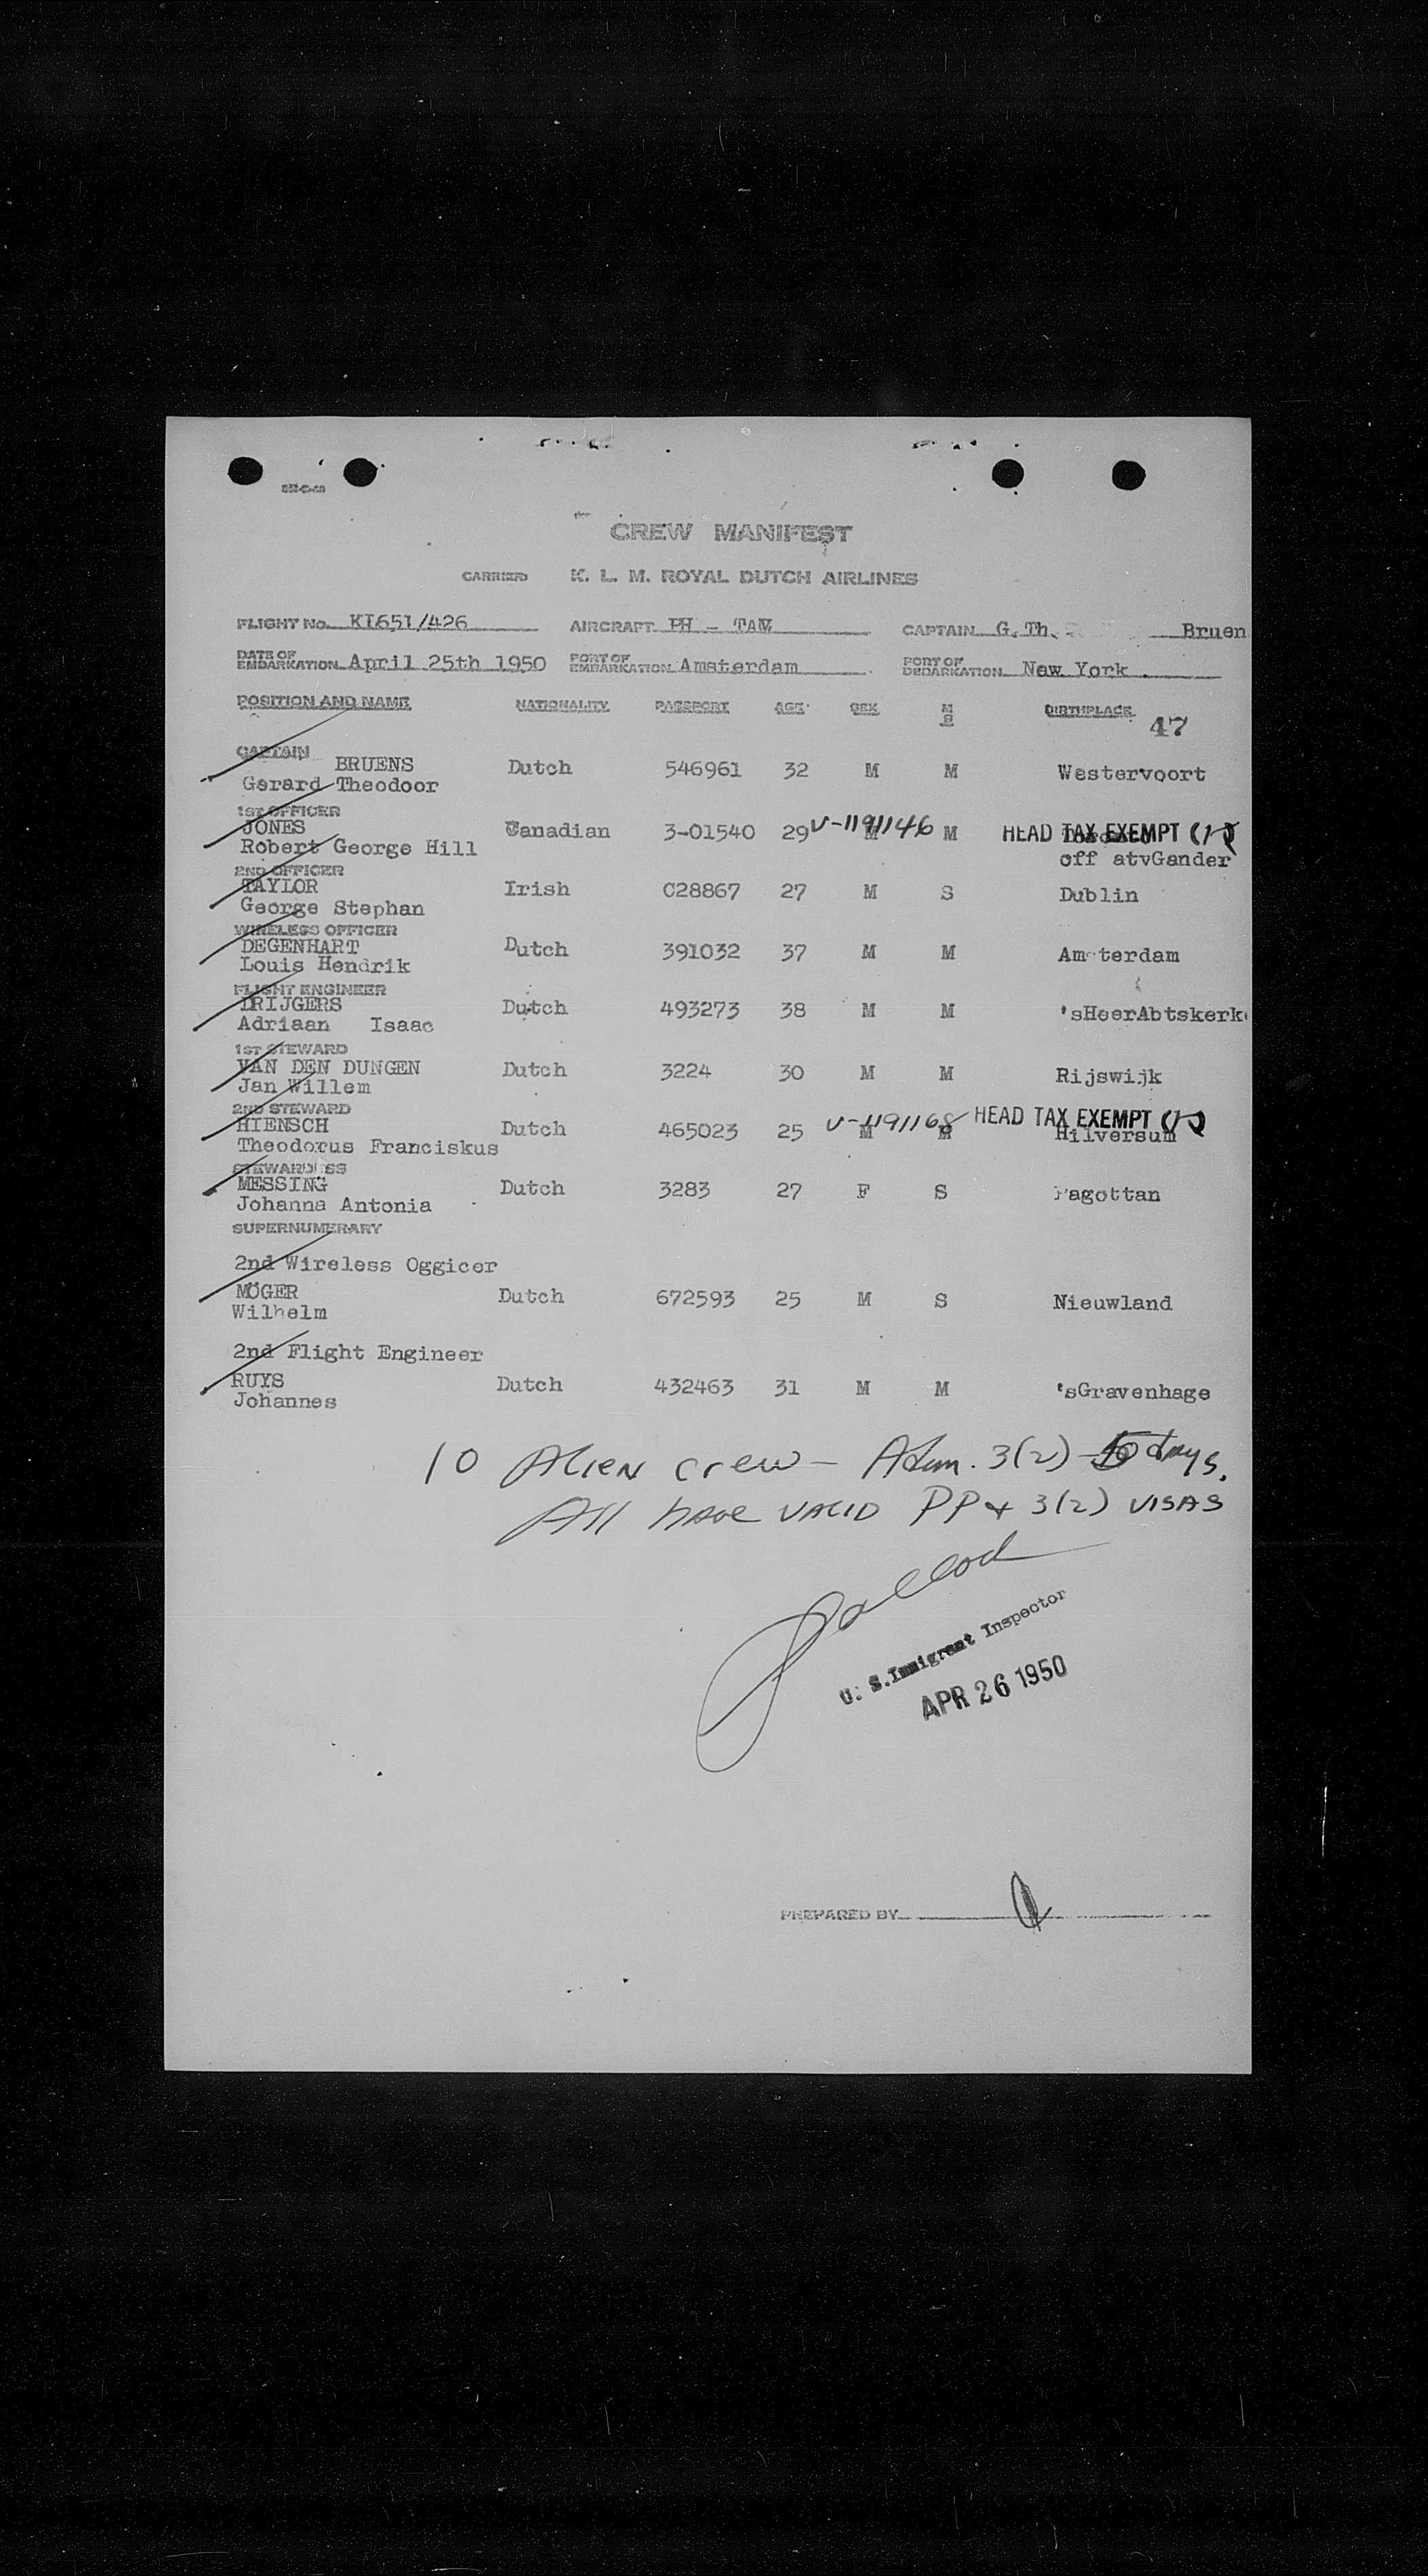 CREW MANIFEST
CARRIER K. L. M. ROYAL DUTCH AIRLINES
FLIGHT No. KL651/426 AIRCRAFT PH - TAM CAPTAIN G. Th. Bruen
DATE OF EMBARKATION April 25th 1950 PORT OF EMBARKATION Amsterdam PORT OF DEBARKATION New York .
POSITION AND NAME NATIONALITY PASSPORT AGE SEX M S BIRTHPLACE
47
CAPTAIN
BRUENS Dutch 546961 32 M M Westervoort
Gerard Theodoor
1ST OFFICER
JONES Canadian 3-01540 29 V-1191146 M M HEAD TAX EXEMPT
Robert George Hill off atvGander
2ND OFFICER
TAYLOR Irish C28867 27 M S Dublin
George Stephan
WIRELESS OFFICER
DEGENHART Dutch 391032 37 M M Amsterdam
Louis Hendrik
FLIGHT ENGINEER
DRIJGERS Dutch 493273 38 M M 'sHeerAbtskerk
Adriaan Isaac
1ST STEWARD
VAN DEN DUNGEN Dutch 3224 30 M M Rijswijk
Jan Willem
2ND STEWARD V-1191168 HEAD TAX EXEMPT
HIENSCH Dutch 465023 25 M M Hilversum
Theodorus Franciskus
STEWARDESS
MESSING Dutch 3283 27 F S Pagottan
Johanna Antonia
SUPERNUMERARY
2nd Wireless Oggicer
MÖGER Dutch 672593 25 M S Nieuwland
Wilhelm
2nd Flight Engineer
RUYS Dutch 432463 31 M M 'sGravenhage
Johannes
10 Alien crew - Adm. 3(2) days.
All have VALID PP + 3(2) VISAS
U. S. Immigrant Inspector
APR 26 1950
PREPARED BY